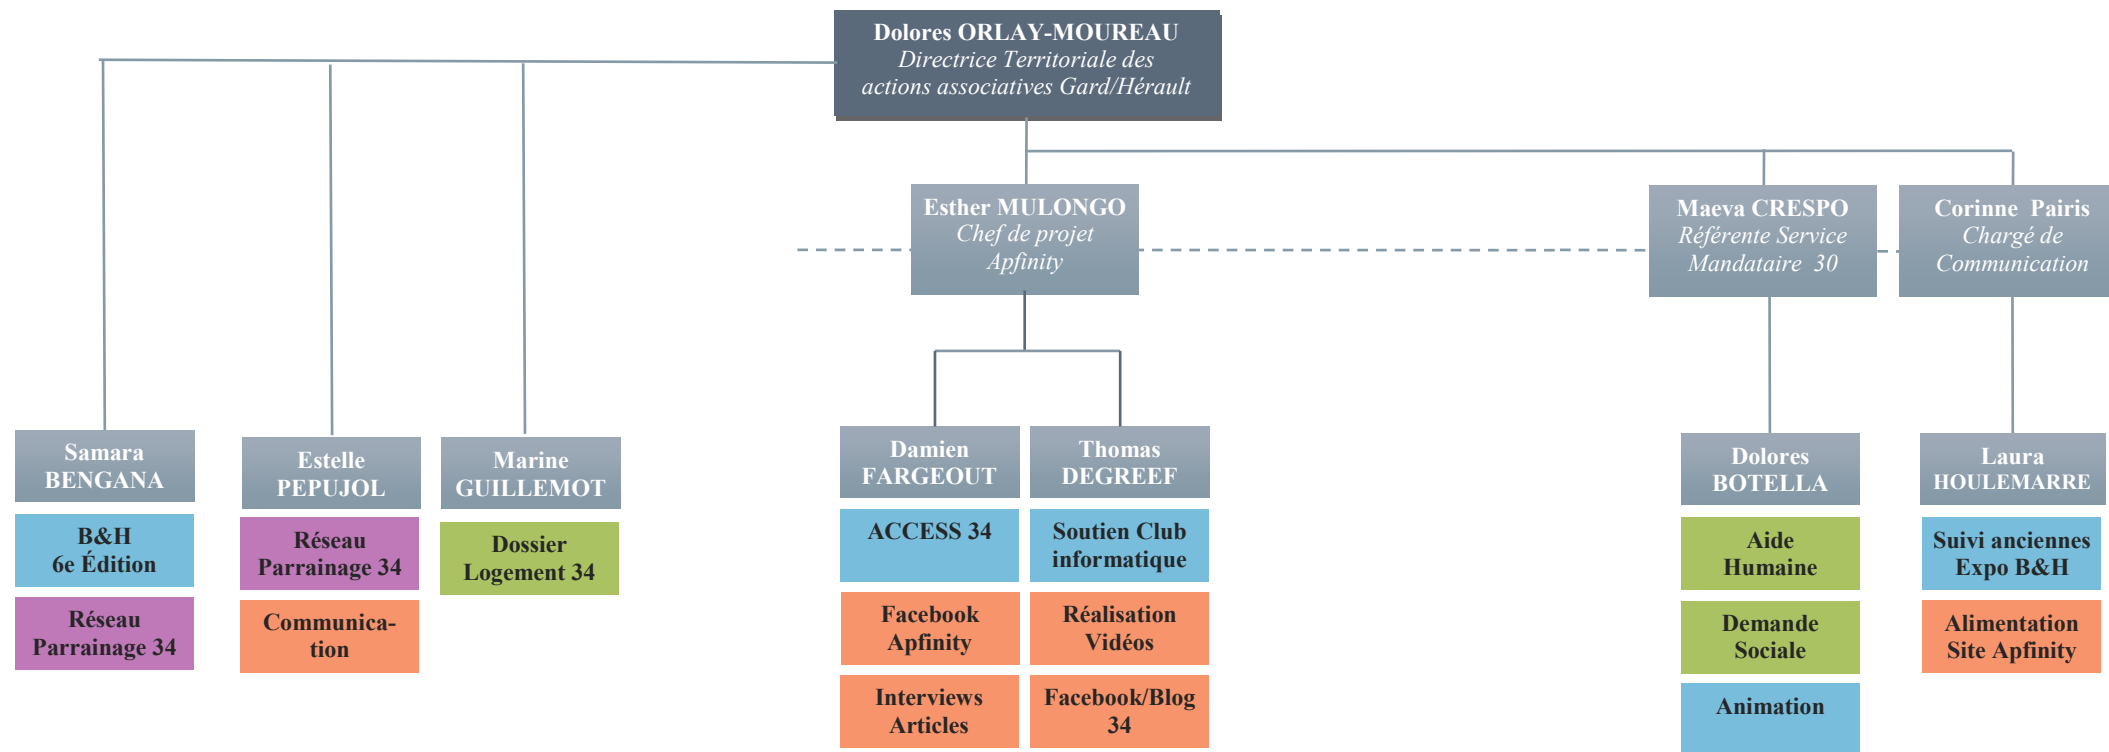 Dolores ORLAY-MOUREAU
Directrice Territoriale des
actions associatives Gard/Hérault
Esther MULONGO
Chef de projet
Apfinity
Maeva CRESPO
Référente Service
Mandataire 30
Corinne Pairis
Chargé de
Communication
Samara
BENGANA
B&H
6e Édition
Réseau
Parrainage 34
Estelle
PEPUJOL
Réseau
Parrainage 34
Communica-
tion
Marine
GUILLEMOT
Dossier
Logement 34
Damien
FARGEOUT
ACCESS 34
Facebook
Apfinity
Interviews
Articles
Thomas
DEGREEF
Soutien Club
informatique
Réalisation
Vidéos
Facebook/Blog
34
Dolores
BOTELLA
Aide
Humaine
Demande
Sociale
Animation
Laura
HOULEMARRE
Suivi anciennes
Expo B&H
Alimentation
Site Apfinity